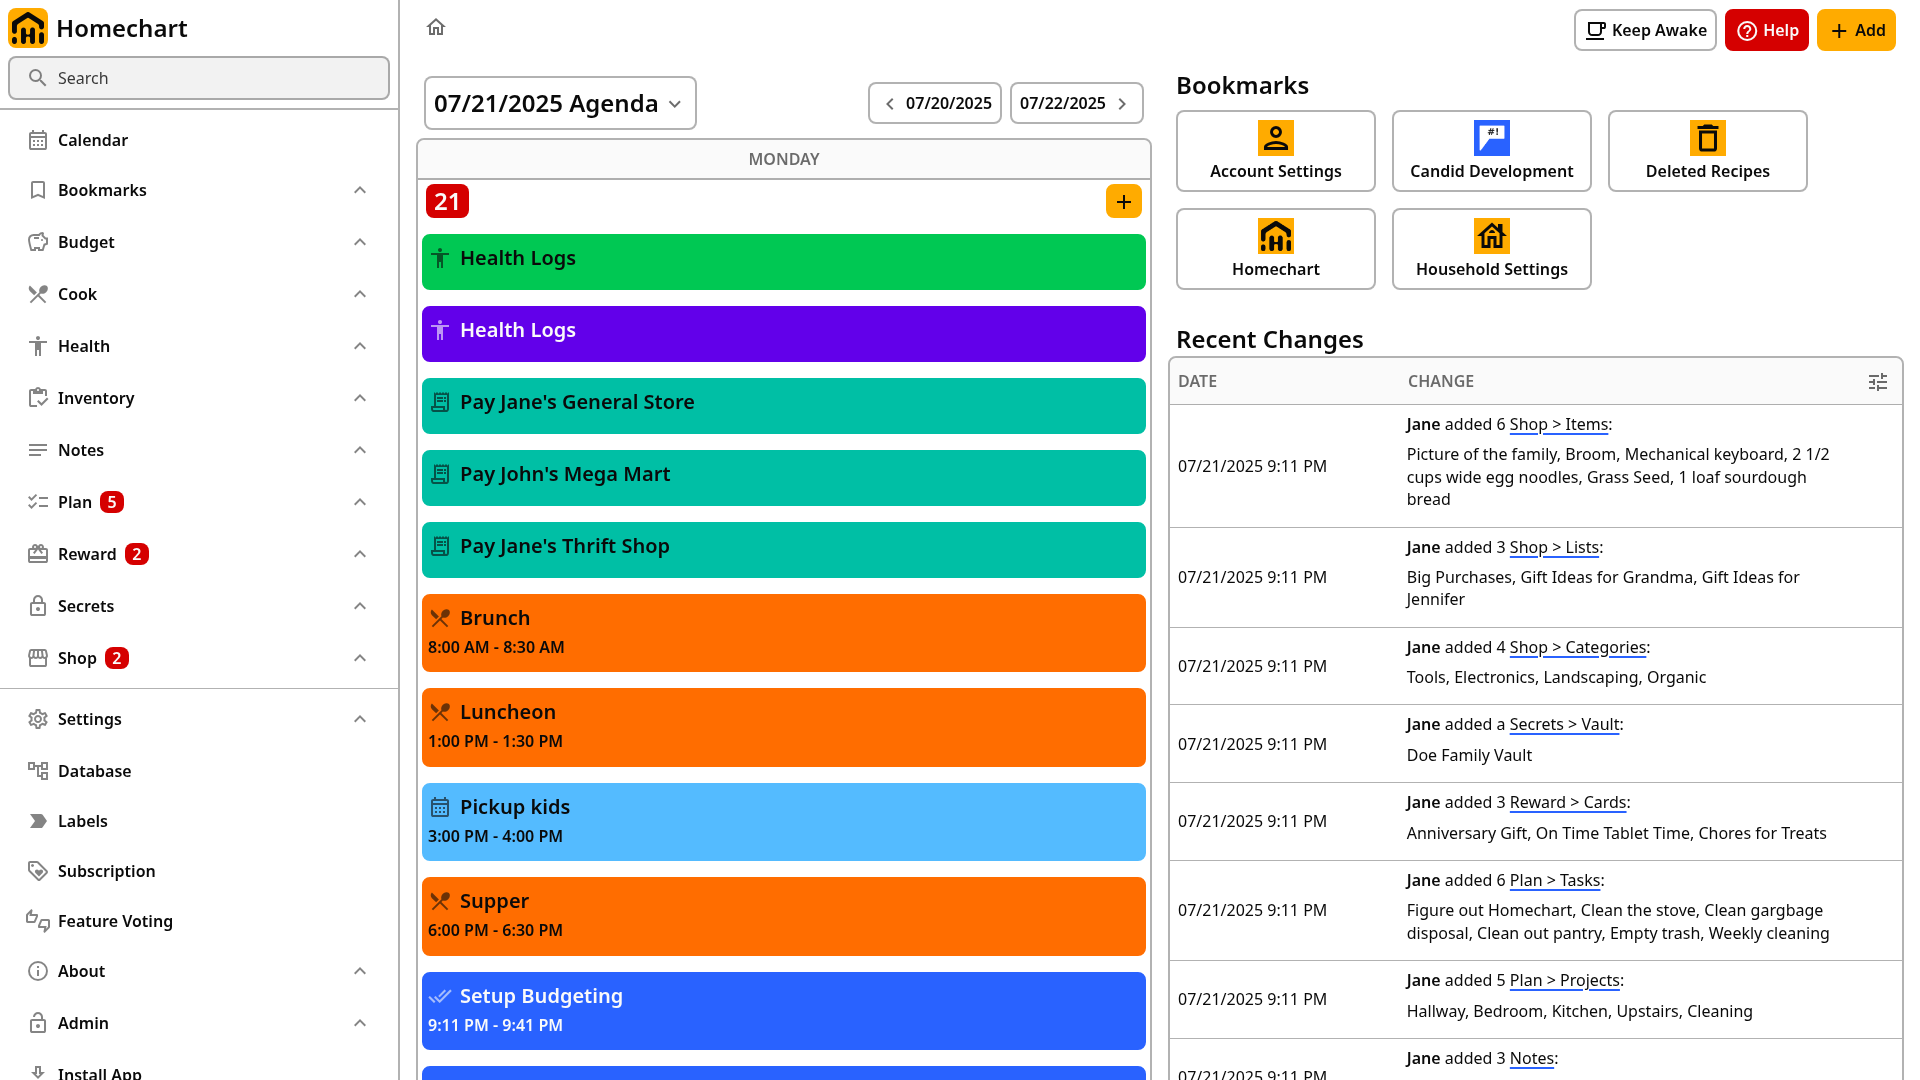 Homechart
Search
Calendar
Bookmarks
Budget
Cook
Health
Inventory
Notes
Plan 5
Reward 2
Secrets
Shop 2
Settings
Database
Labels
Subscription
Feature Voting
About
Admin
Install App
Keep Awake
Help
Add
07/21/2025 Agenda
07/20/2025
07/22/2025
MONDAY
21
Health Logs
Health Logs
Pay Jane's General Store
Pay John's Mega Mart
Pay Jane's Thrift Shop
Brunch
8:00 AM - 8:30 AM
Luncheon
1:00 PM - 1:30 PM
Pickup kids
3:00 PM - 4:00 PM
Supper
6:00 PM - 6:30 PM
Setup Budgeting
9:11 PM - 9:41 PM
Bookmarks
Account Settings
#!
Candid Development
Deleted Recipes
Homechart
Household Settings
Recent Changes
DATE CHANGE
07/21/2025 9:11 PM
Jane added 6 Shop > Items:
Picture of the family, Broom, Mechanical keyboard, 2 1/2
cups wide egg noodles, Grass Seed, 1 loaf sourdough
bread
07/21/2025 9:11 PM
Jane added 3 Shop > Lists:
Big Purchases, Gift Ideas for Grandma, Gift Ideas for
Jennifer
07/21/2025 9:11 PM
Jane added 4 Shop > Categories:
Tools, Electronics, Landscaping, Organic
07/21/2025 9:11 PM
Jane added a Secrets > Vault:
Doe Family Vault
07/21/2025 9:11 PM
Jane added 3 Reward > Cards:
Anniversary Gift, On Time Tablet Time, Chores for Treats
07/21/2025 9:11 PM
Jane added 6 Plan > Tasks:
Figure out Homechart, Clean the stove, Clean gargbage
disposal, Clean out pantry, Empty trash, Weekly cleaning
07/21/2025 9:11 PM
Jane added 5 Plan > Projects:
Hallway, Bedroom, Kitchen, Upstairs, Cleaning
07/21/2025 9:11 PM
Jane added 3 Notes: